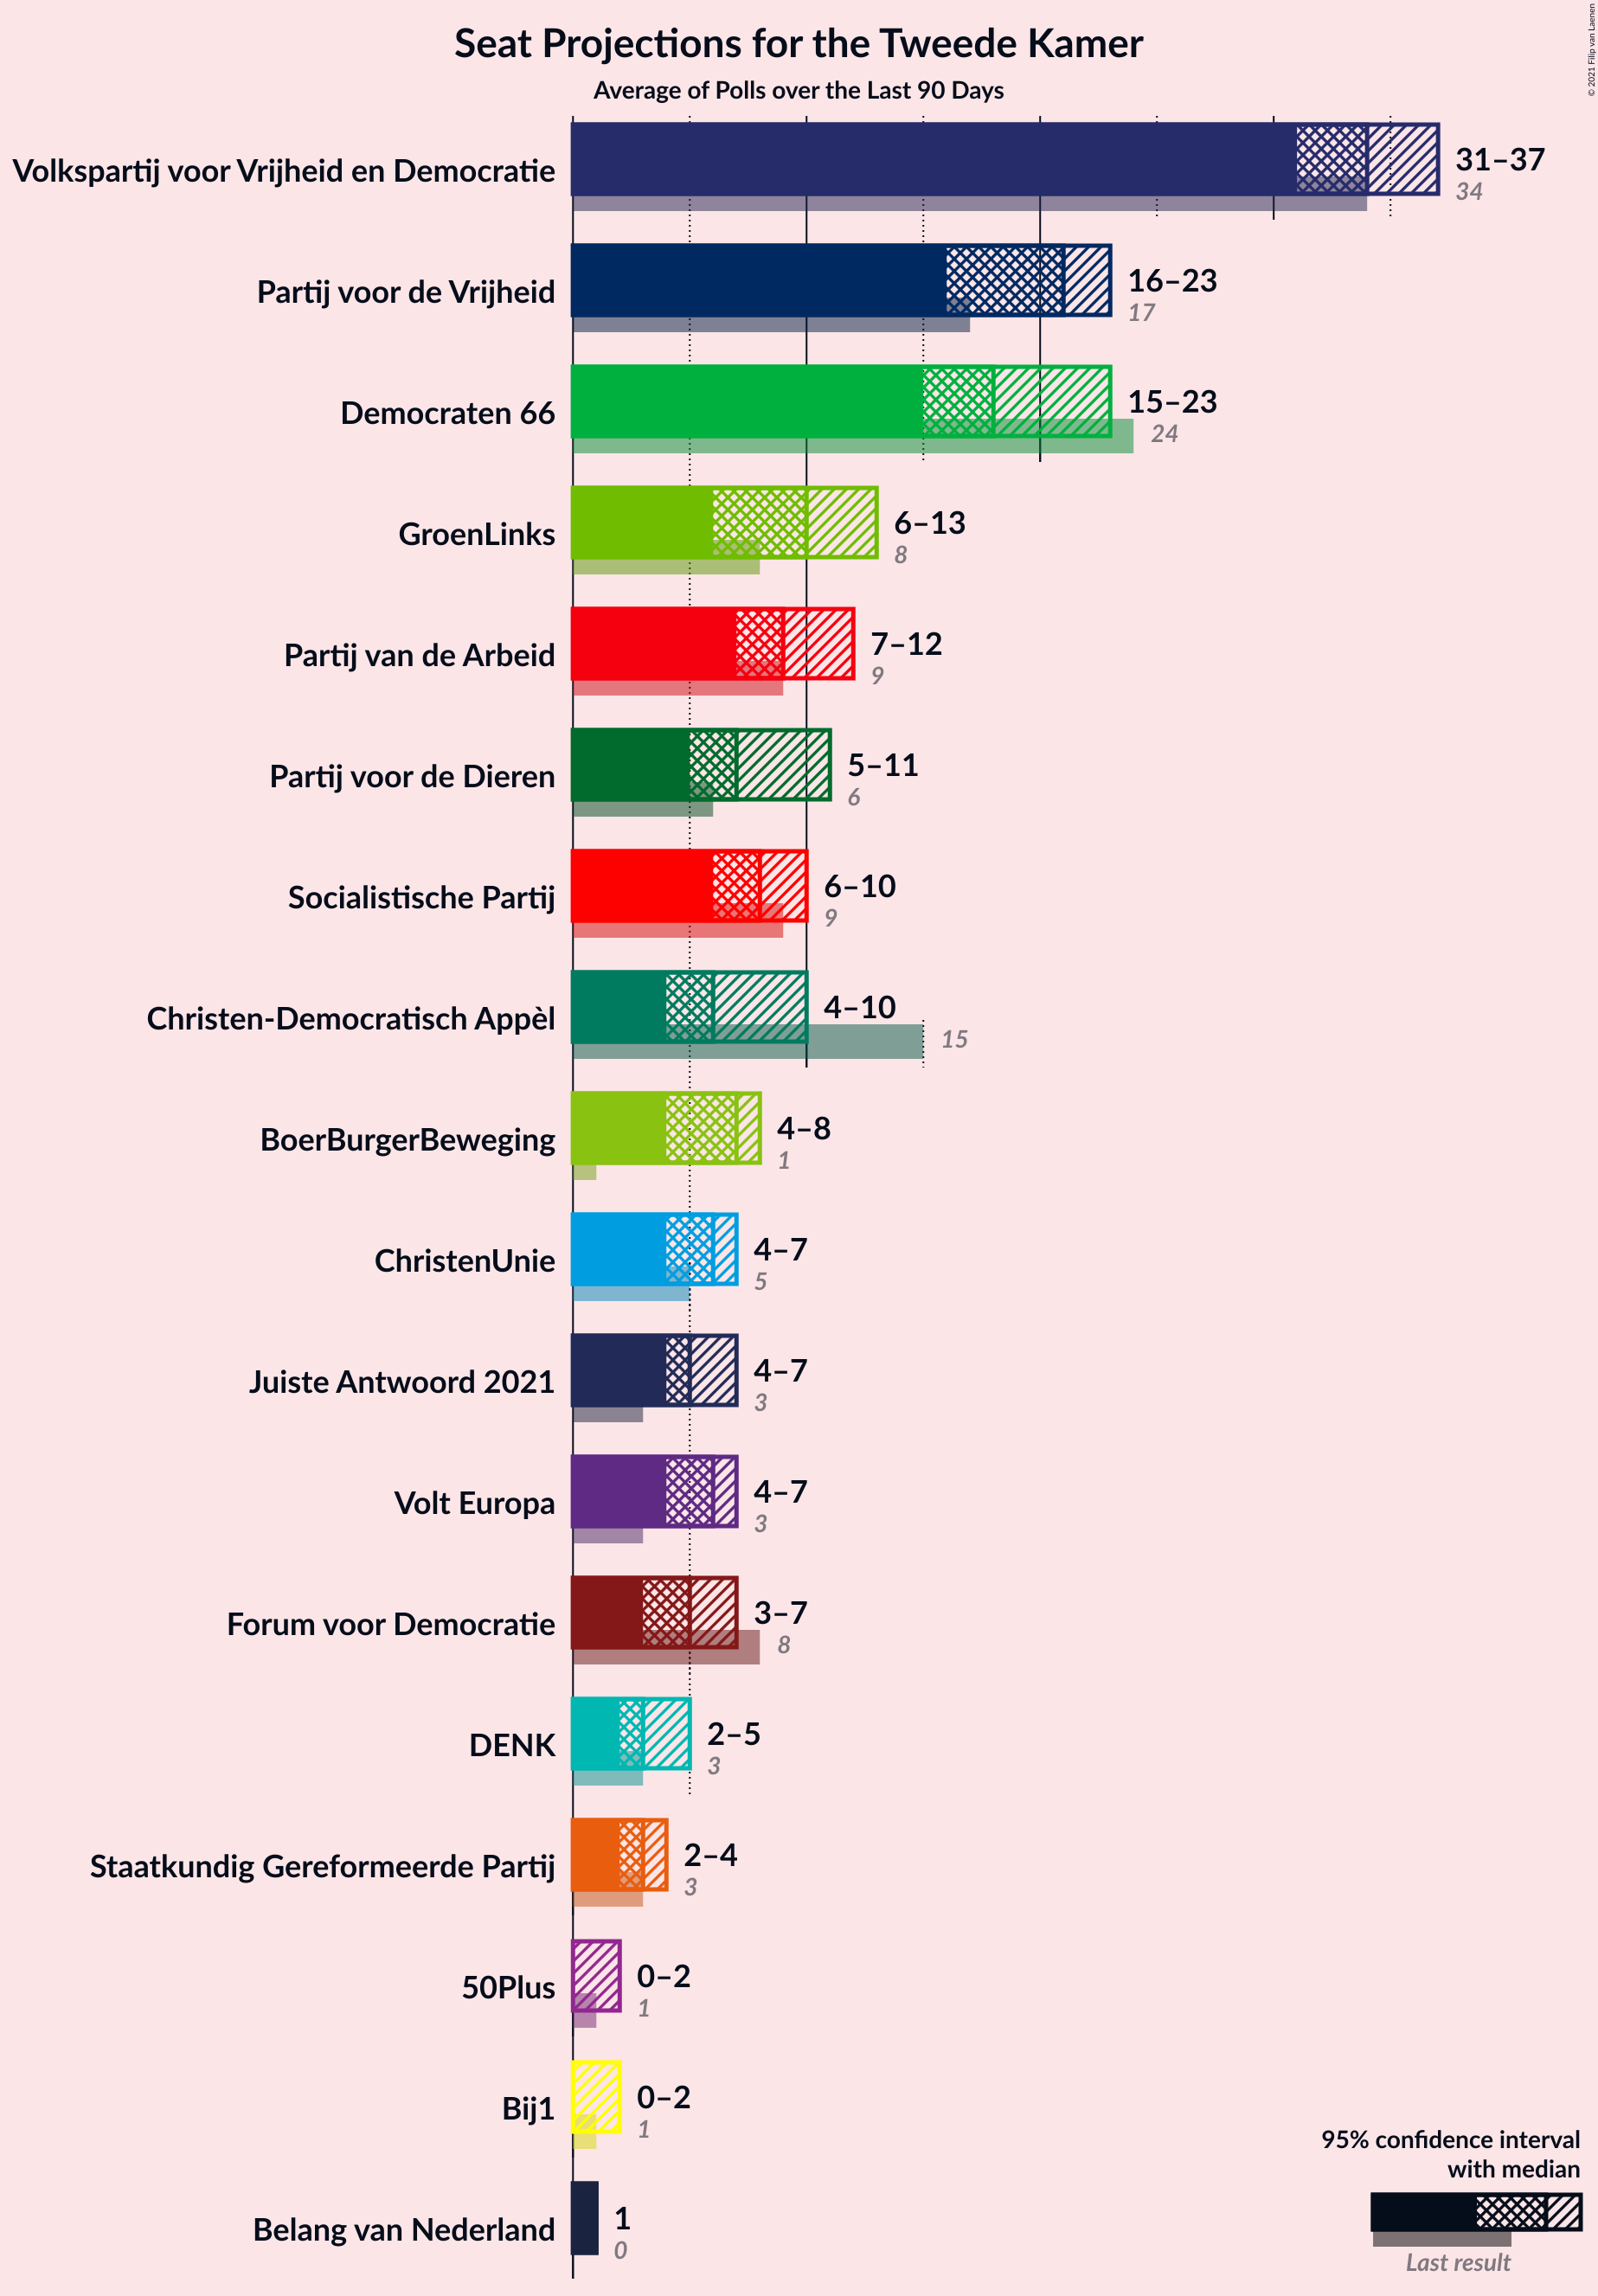 Seat Projections for the Tweede Kamer
Average of Polls over the Last 90 Days
© 2021 Filip van Laenen
Volkspartij voor Vrijheid en Democratie
31–37
34
Partij voor de Vrijheid
16–23
17
Democraten 66
15–23
24
GroenLinks
6–13
8
Partij van de Arbeid
7–12
9
Partij voor de Dieren
5–11
6
Socialistische Partij
6–10
9
Christen-Democratisch Appèl
4–10
15
BoerBurgerBeweging
4–8
1
ChristenUnie
4–7
5
Juiste Antwoord 2021
4–7
3
Volt Europa
4–7
3
Forum voor Democratie
3–7
8
DENK
2–5
3
Staatkundig Gereformeerde Partij
2–4
3
50Plus
0–2
1
Bij1
0–2
1
Belang van Nederland
1
0
95% confidence interval
with median
Last result